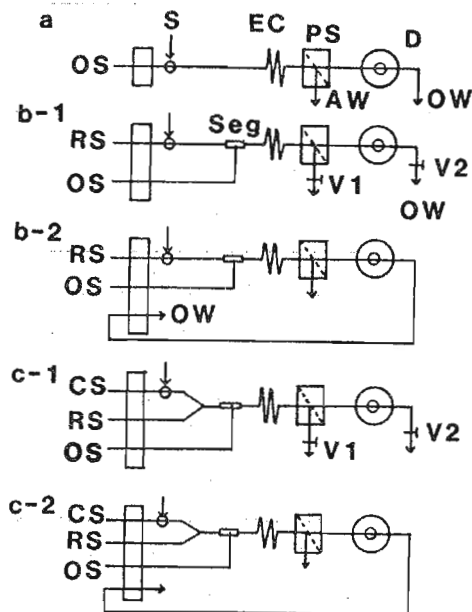 a S EC PS D
OS AW OW
b-1
RS Seg
OS V1 V2
OW
b-2
RS
OS
OW
c-1 CS
RS
OS V1 V2
c-2
CS
RS
OS